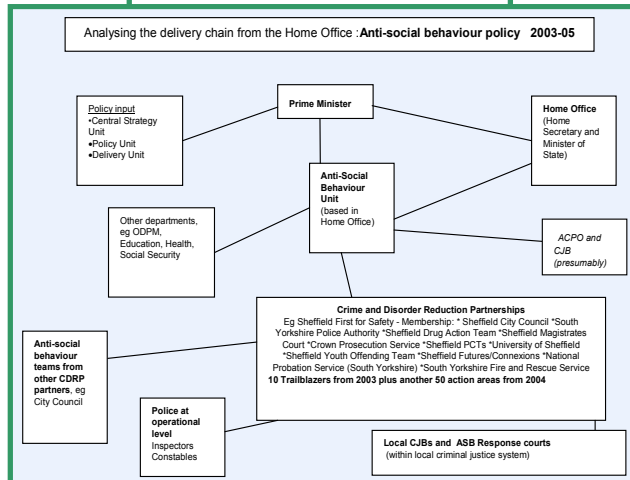 Analysing the delivery chain from the Home Office :Anti-social behaviour policy 2003-05
Policy input
•Central Strategy
Unit
•Policy Unit
•Delivery Unit
Prime Minister
Home Office
(Home
Secretary and
Minister of
State)
Anti-Social
Behaviour
Unit
(based in
Home Office)
Other departments,
eg ODPM,
Education, Health,
Social Security
ACPO and
CJB
(presumably)
Crime and Disorder Reduction Partnerships
Eg Sheffield First for Safety - Membership: * Sheffield City Council *South
Yorkshire Police Authority *Sheffield Drug Action Team *Sheffield Magistrates
Court *Crown Prosecution Service *Sheffield PCTs *University of Sheffield
*Sheffield Youth Offending Team *Sheffield Futures/Connexions *National
Probation Service (South Yorkshire) *South Yorkshire Fire and Rescue Service
10 Trailblazers from 2003 plus another 50 action areas from 2004
Anti-social
behaviour
teams from
other CDRP
partners, eg
City Council
Police at
operational
level
Inspectors
Constables
Local CJBs and ASB Response courts
(within local criminal justice system)